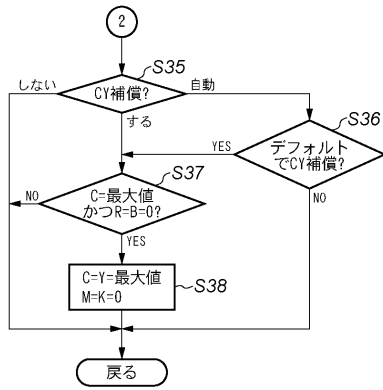 2
S35
しない
CY補償?
自動
する
S36
YES
デフォルト
でCY補償?
S37
NO
C=最大値
かつR=B=0?
NO
YES
C=Y=最大値
M=K=0
S38
戻る